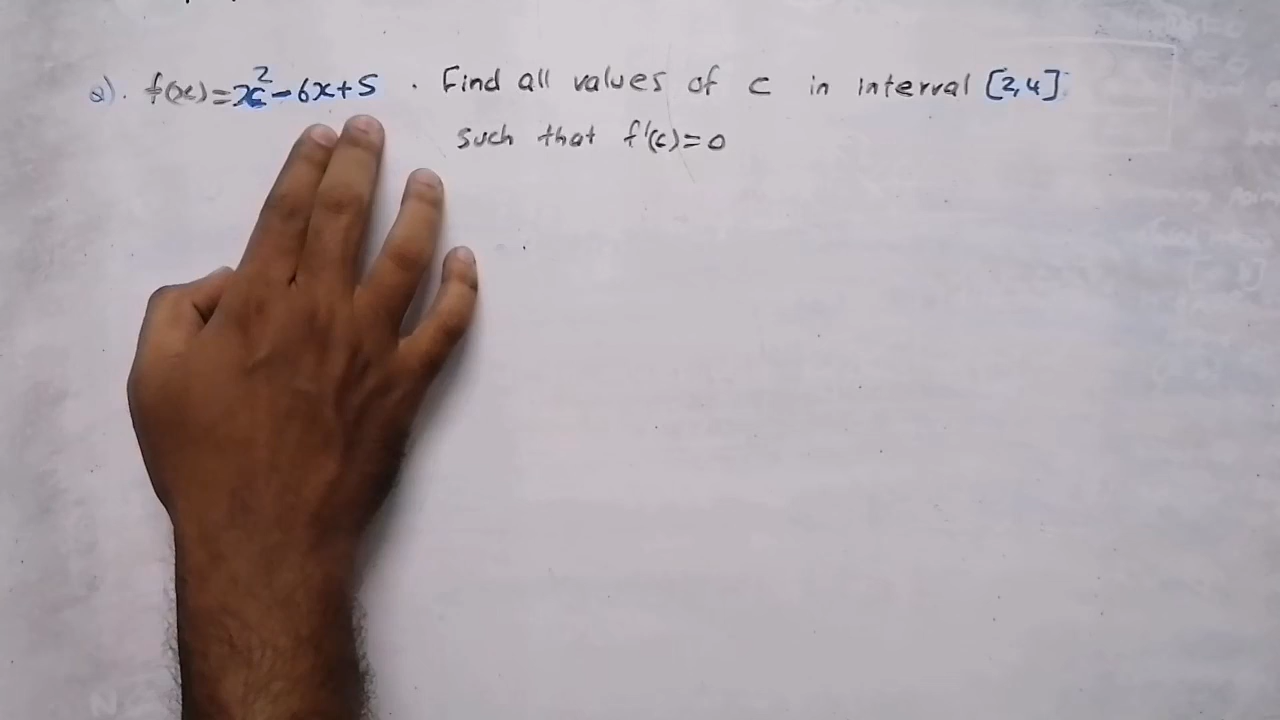 Q). f(x)=x²-6x+5 . Find all values of c in interval [2,4]
such that f'(c)=0